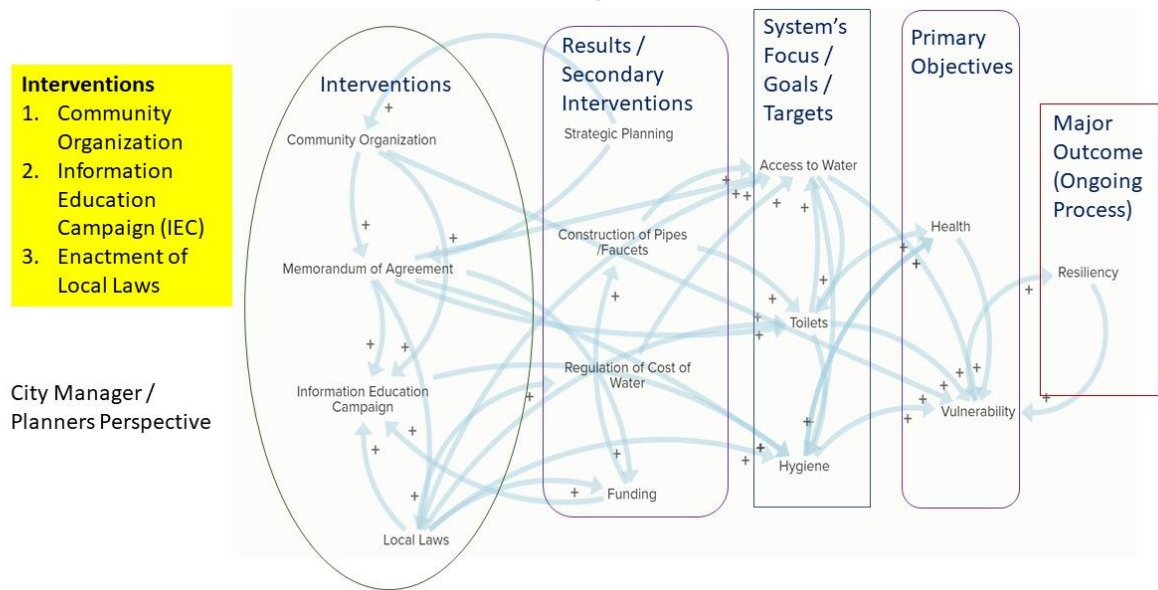 Interventions
1. Community
Organization
2. Information
Education
Campaign (IEC)
3. Enactment of
Local Laws
City Manager /
Planners Perspective
Interventions
Community Organization
+
+
+
Memorandum of Agreement
+
+
Information Education
Campaign
+
+
+
Local Laws
Results /
Secondary
Interventions
Strategic Planning
Construction of Pipes
/Faucets
+
Regulation of Cost of
Water
+
+
+
Funding
System's
Focus /
Goals /
Targets
Access to Water
+
+
+
+
+
+
+
+
+
Toilets
+
+
+
+
Hygiene
Primary
Objectives
Health
+
+
+
+
+
+
+
Vulnerability
Major
Outcome
(Ongoing
Process)
+
Resiliency
+